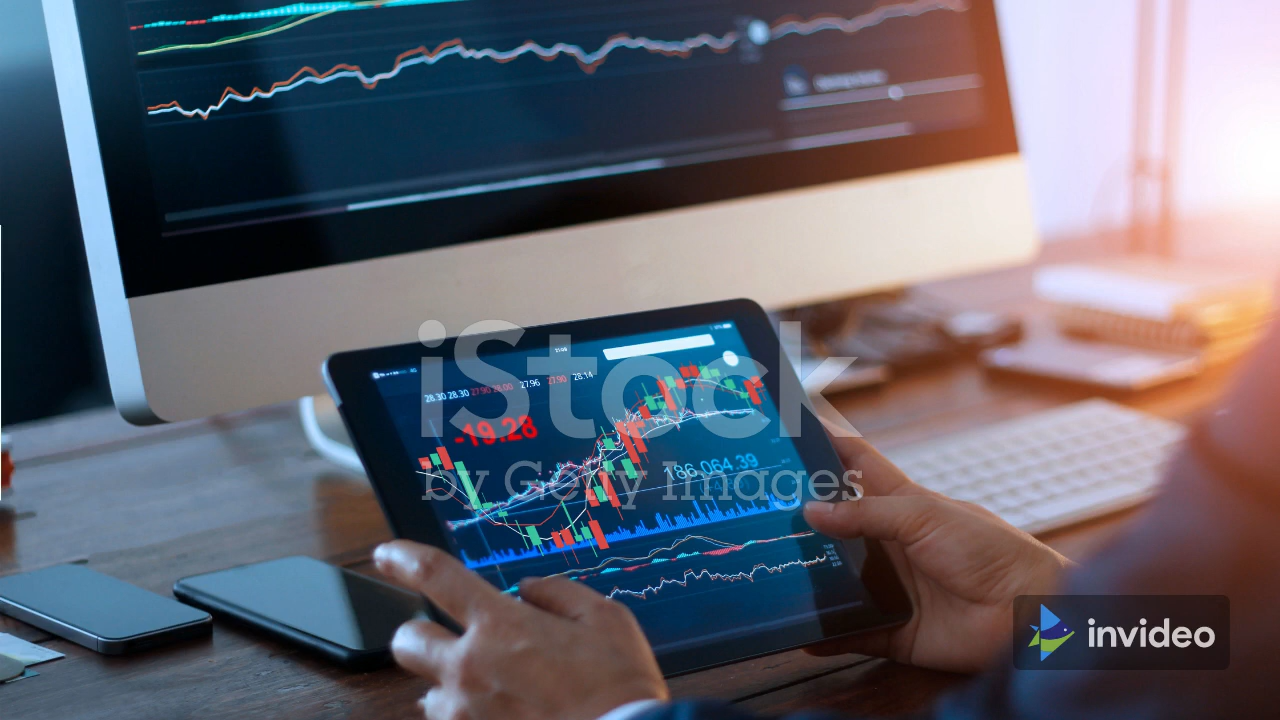 iStock
by Getty Images
28.30 28.30 27.90 28.00 27.96 27.90 28.14
-19.28
186,064.39
invideo